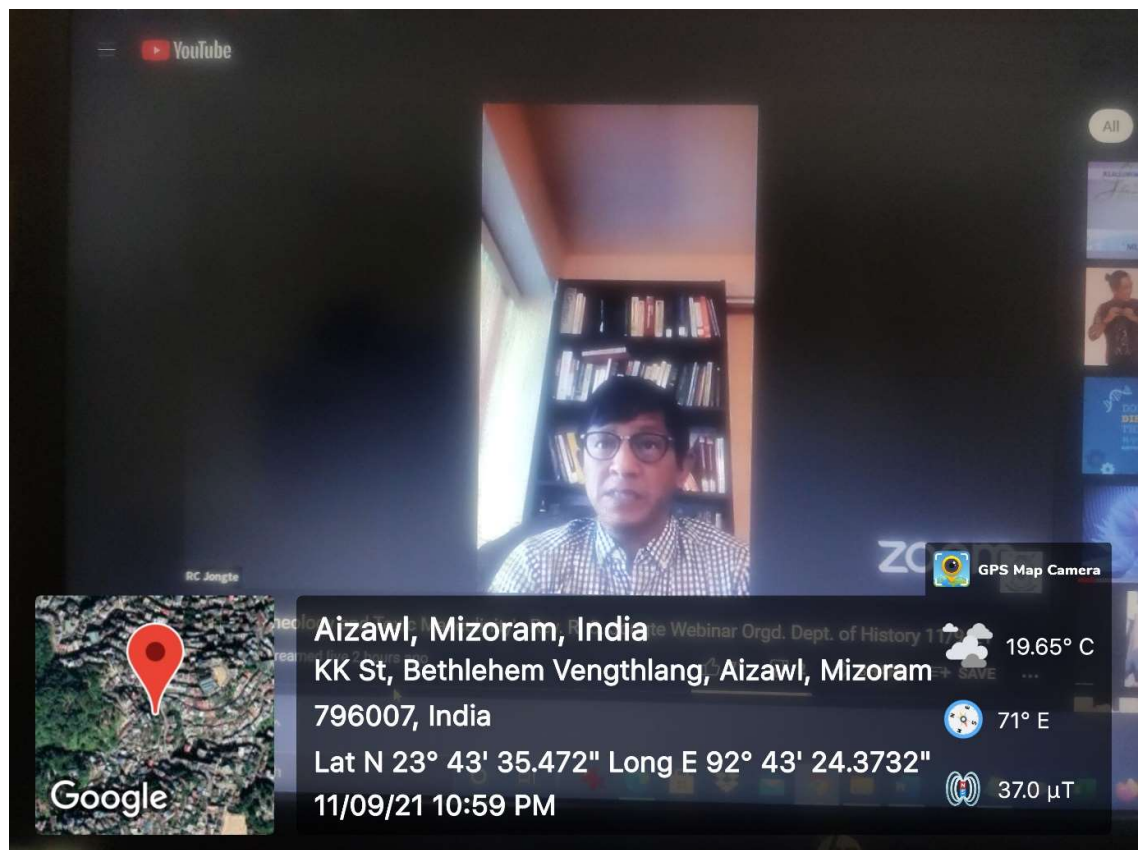 YouTube
All
RC Jongte
GPS Map Camera
Webinar Orgd. Dept. of History 11/9
Aizawl, Mizoram, India
19.65° C
KK St, Bethlehem Vengthlang, Aizawl, Mizoram
SAVE
796007, India
71° E
Lat N 23° 43' 35.472" Long E 92° 43' 24.3732"
37.0 µT
11/09/21 10:59 PM
Google